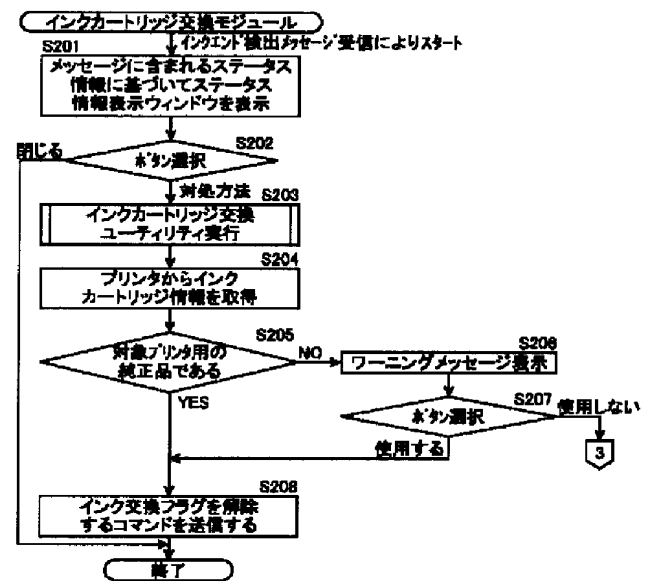 インクカートリッジ交換モジュール
インクエンド検出メッセージ受信によりスタート
S201
メッセージに含まれるステータス
情報に基づいてステータス
情報表示ウィンドウを表示
S202
閉じる
ボタン選択
対処方法
S203
インクカートリッジ交換
ユーティリティ実行
S204
プリンタからインク
カートリッジ情報を取得
S205
対象プリンタ用の
純正品である
NO
S206
ワーニングメッセージ表示
YES
S207
ボタン選択
使用しない
使用する
3
S208
インク交換フラグを解除
するコマンドを送信する
終了